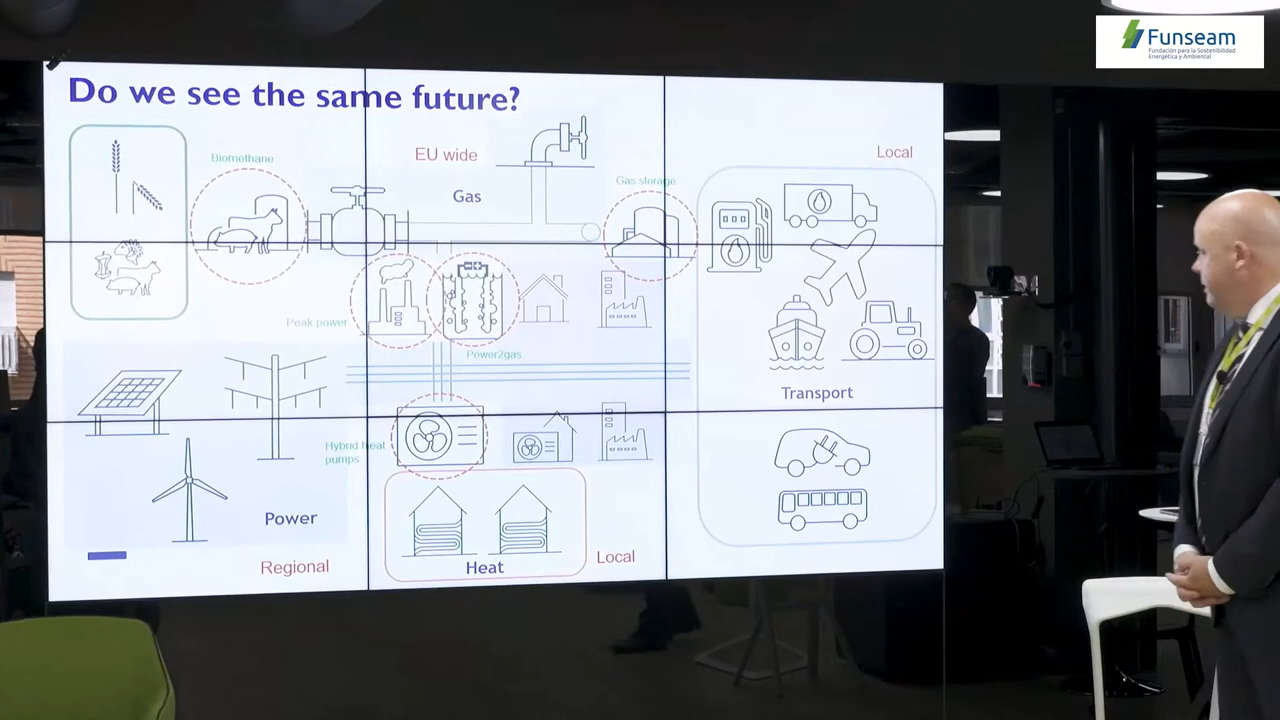 Funseam
Fundación para la Sostenibilidad
Energética y Ambiental
Do we see the same future?
Biomethane
EU wide
Gas
Gas storage
Local
Peak power
Power2gas
Transport
Hybrid heat
pumps
Power
Regional
Heat
Local